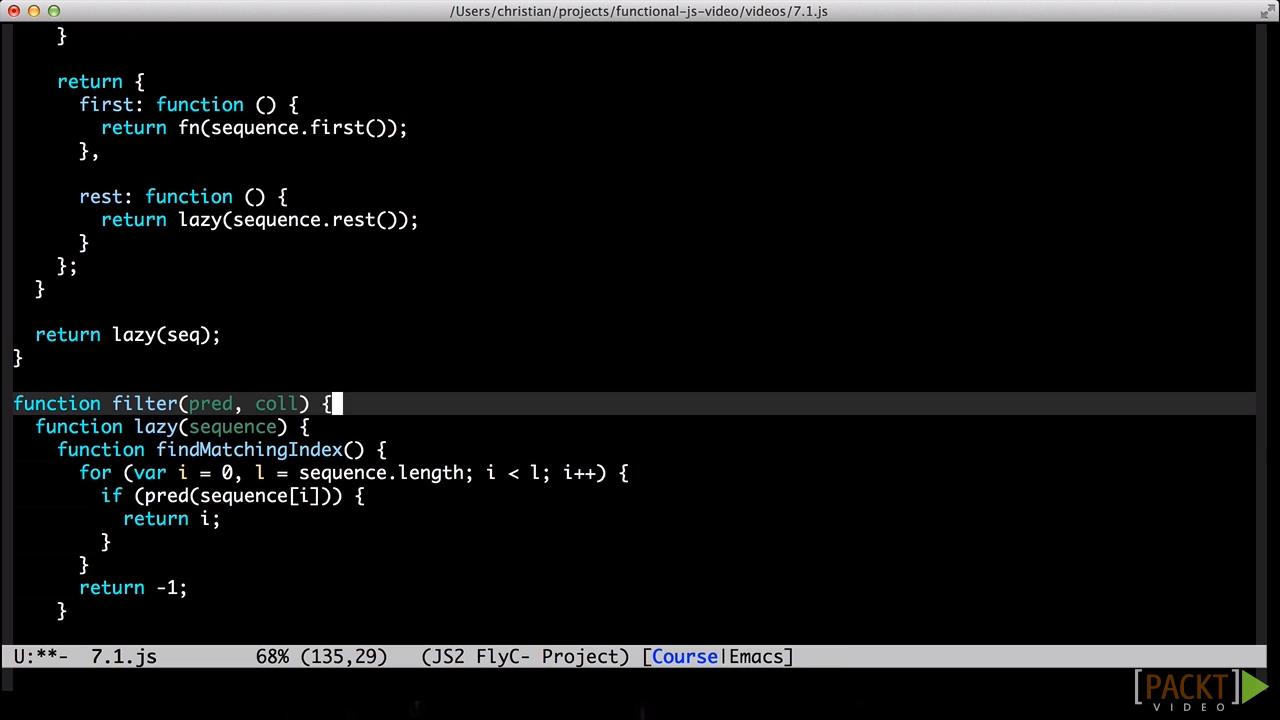 /Users/christian/projects/functional-js-video/videos/7.1.js
    }

    return {
      first: function () {
        return fn(sequence.first());
      },

      rest: function () {
        return lazy(sequence.rest());
      }
    };
  }

  return lazy(seq);
}

function filter(pred, coll) {
  function lazy(sequence) {
    function findMatchingIndex() {
      for (var i = 0, l = sequence.length; i < l; i++) {
        if (pred(sequence[i])) {
          return i;
        }
      }
      return -1;
    }
U:**-  7.1.js         68% (135,29)   (JS2 FlyC- Project) [Course|Emacs]
[PACKT]
VIDEO